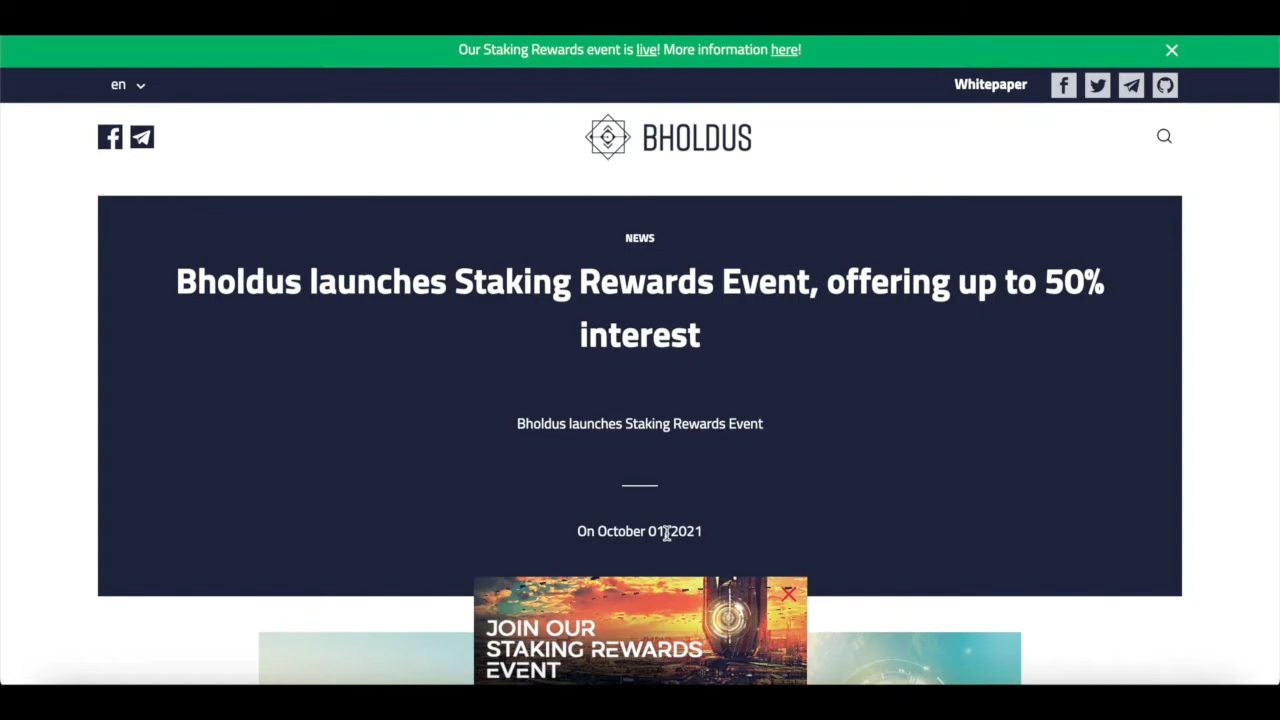 Our Staking Rewards event is live! More information here!
en
Whitepaper
BHOLDUS
NEWS
Bholdus launches Staking Rewards Event, offering up to 50%
interest
Bholdus launches Staking Rewards Event
On October 01, 2021
JOIN OUR
STAKING REWARDS
EVENT